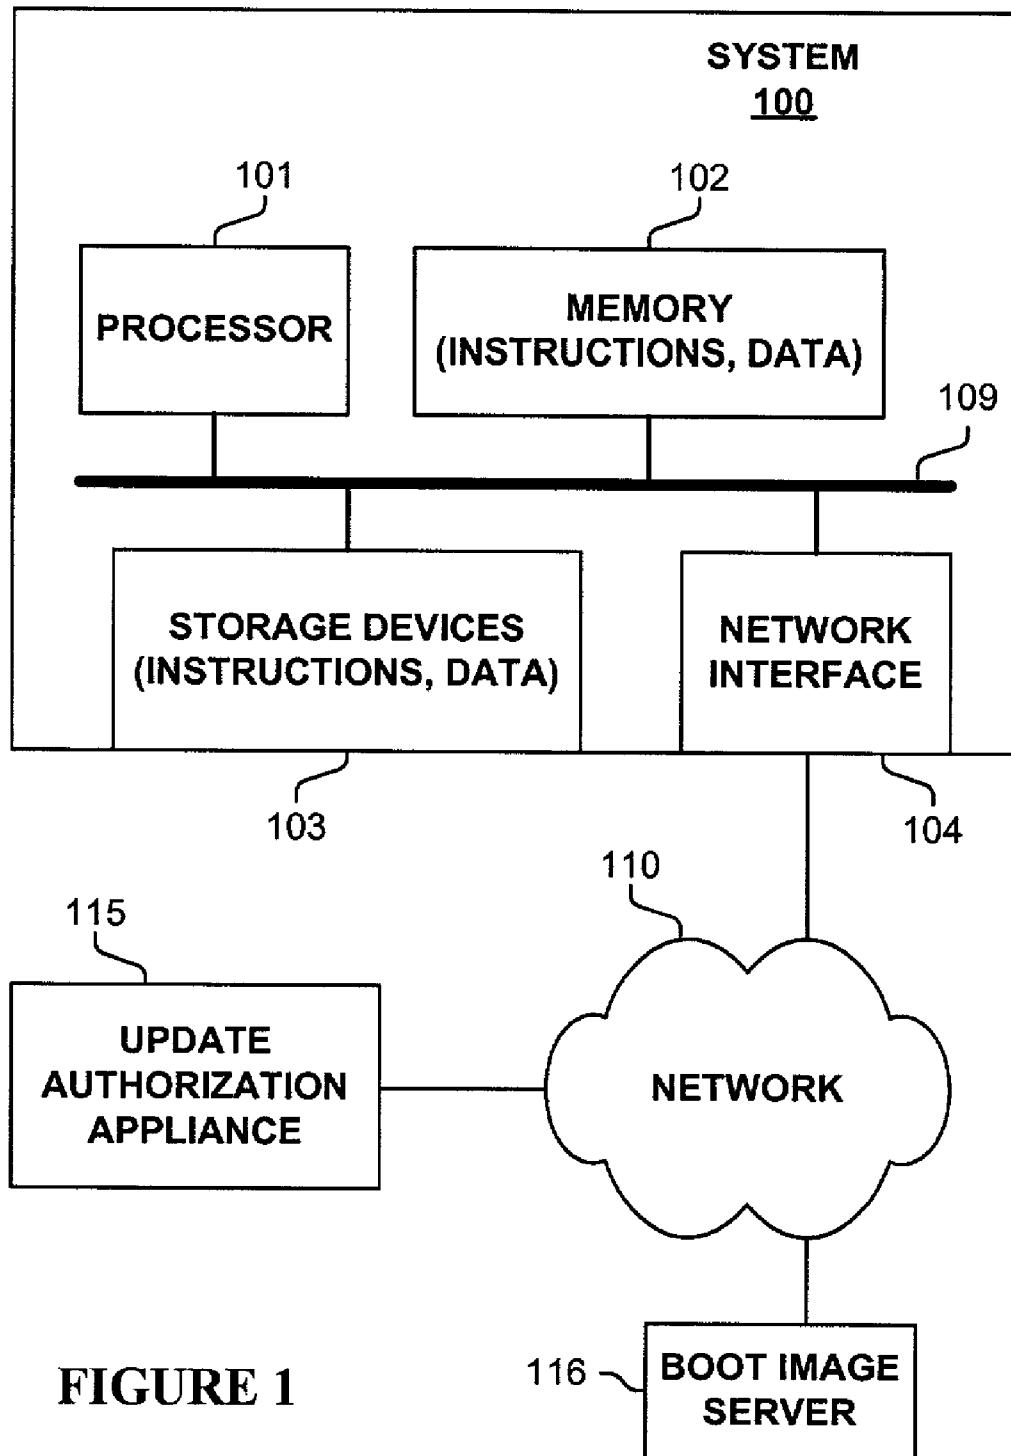 SYSTEM
100
101
102
PROCESSOR
MEMORY
(INSTRUCTIONS, DATA)
109
STORAGE DEVICES
(INSTRUCTIONS, DATA)
NETWORK
INTERFACE
103
104
110
115
UPDATE
AUTHORIZATION
APPLIANCE
NETWORK
FIGURE 1
116
BOOT IMAGE
SERVER